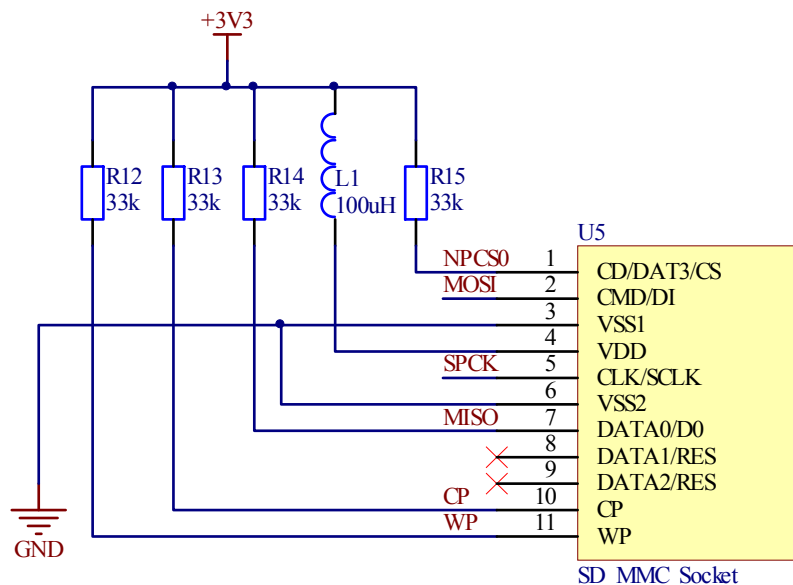 +3V3
R12
33k
R13
33k
R14
33k
L1
100uH
R15
33k
U5
NPCS0 1 CD/DAT3/CS
MOSI 2 CMD/DI
3 VSS1
4 VDD
SPCK 5 CLK/SCLK
6 VSS2
MISO 7 DATA0/D0
8 DATA1/RES
9 DATA2/RES
CP 10 CP
WP 11 WP
GND
SD MMC Socket